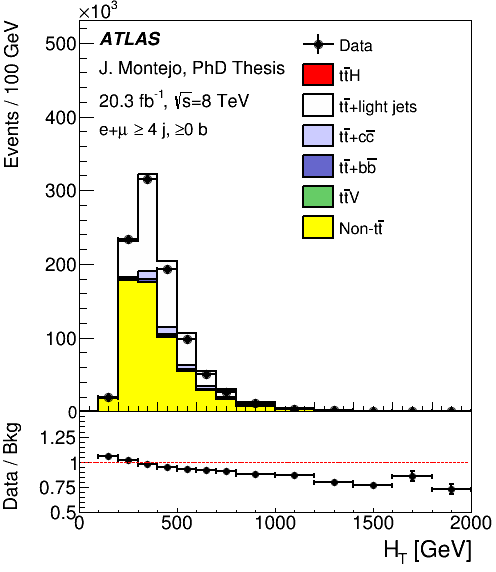 ×10³
Events / 100 GeV
500
400
300
200
100
0
ATLAS
J. Montejo, PhD Thesis
20.3 fb⁻¹, √s=8 TeV
e+μ ≥ 4 j, ≥0 b
Data
tt̄H
tt̄+light jets
tt̄+cc̄
tt̄+bb̄
tt̄V
Non-tt̄
Data / Bkg
1.25
1
0.75
0.5
0 500 1000 1500 2000
H_T [GeV]